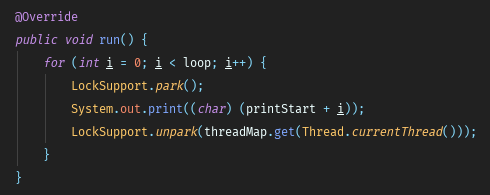 @Override
public void run() {
    for (int i = 0; i < loop; i++) {
        LockSupport.park();
        System.out.print((char) (printStart + i));
        LockSupport.unpark(threadMap.get(Thread.currentThread()));
    }
}